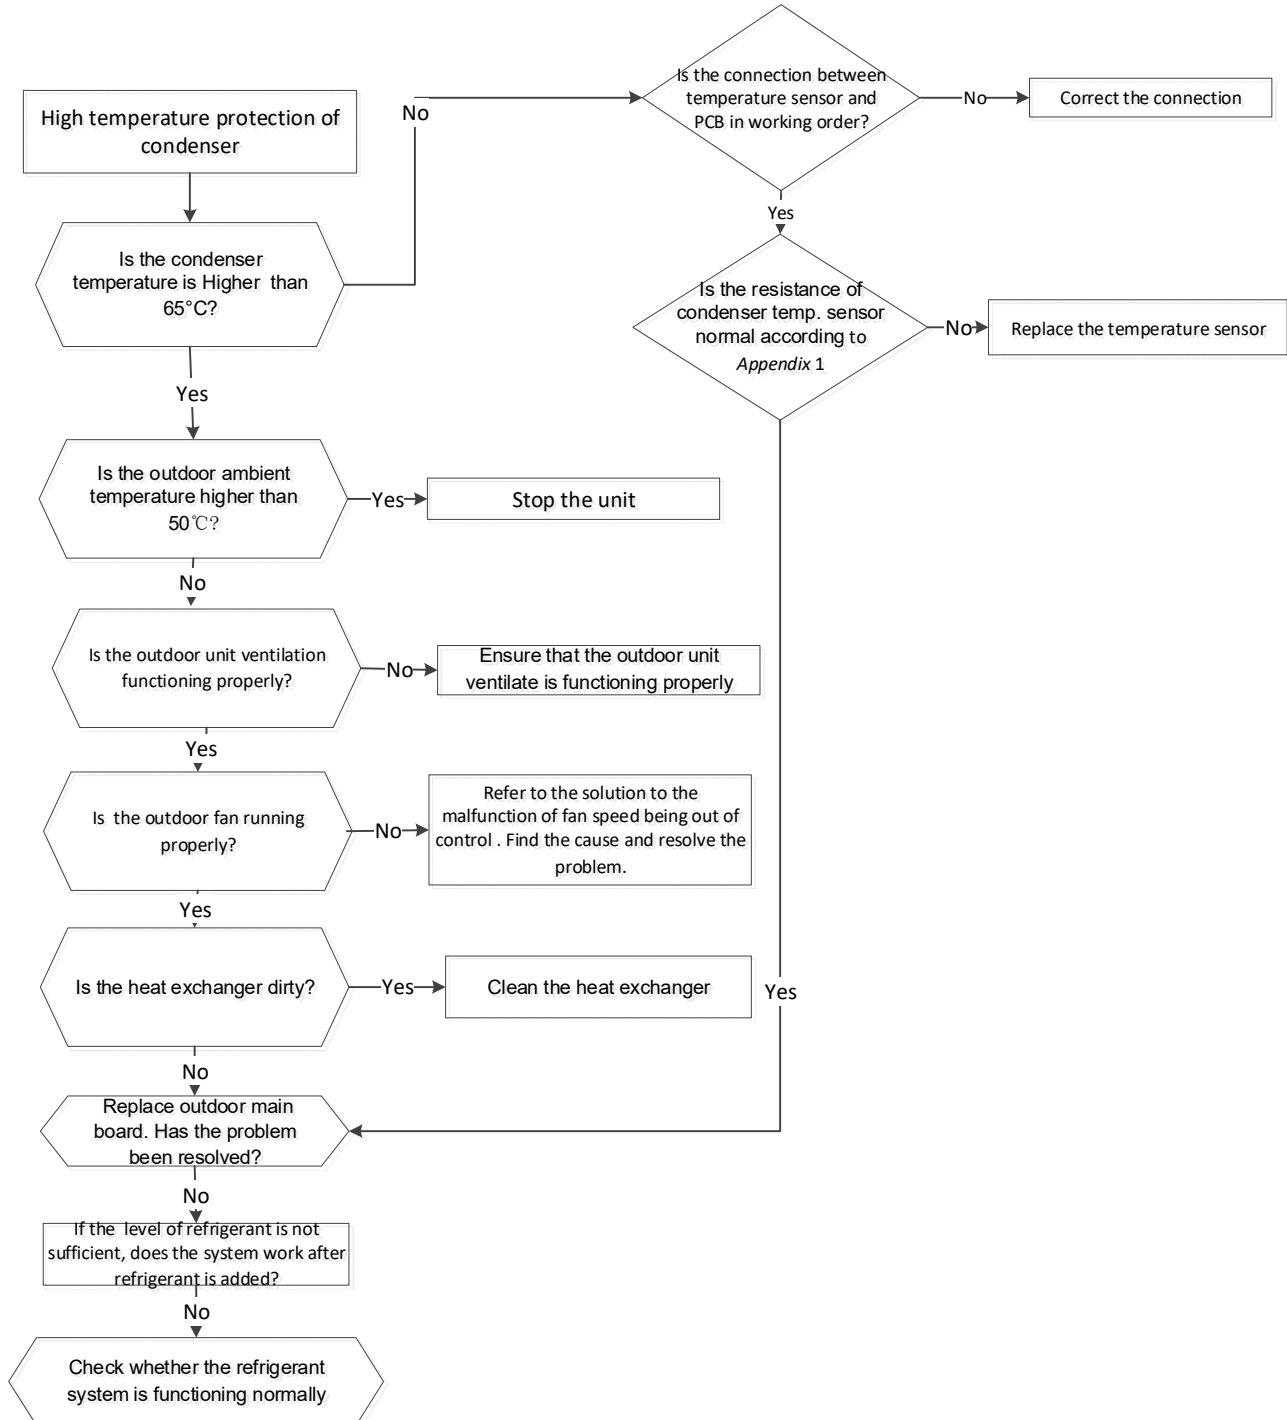 High temperature protection of
condenser
Is the condenser
temperature is Higher than
65°C?
No
Is the connection between
temperature sensor and
PCB in working order?
No
Correct the connection
Yes
Is the resistance of
condenser temp. sensor
normal according to
Appendix 1
No
Replace the temperature sensor
Yes
Yes
Is the outdoor ambient
temperature higher than
50℃?
Yes
Stop the unit
No
Is the outdoor unit ventilation
functioning properly?
No
Ensure that the outdoor unit
ventilate is functioning properly
Yes
Is the outdoor fan running
properly?
No
Refer to the solution to the
malfunction of fan speed being out of
control . Find the cause and resolve the
problem.
Yes
Is the heat exchanger dirty?
Yes
Clean the heat exchanger
No
Replace outdoor main
board. Has the problem
been resolved?
No
If the level of refrigerant is not
sufficient, does the system work after
refrigerant is added?
No
Check whether the refrigerant
system is functioning normally